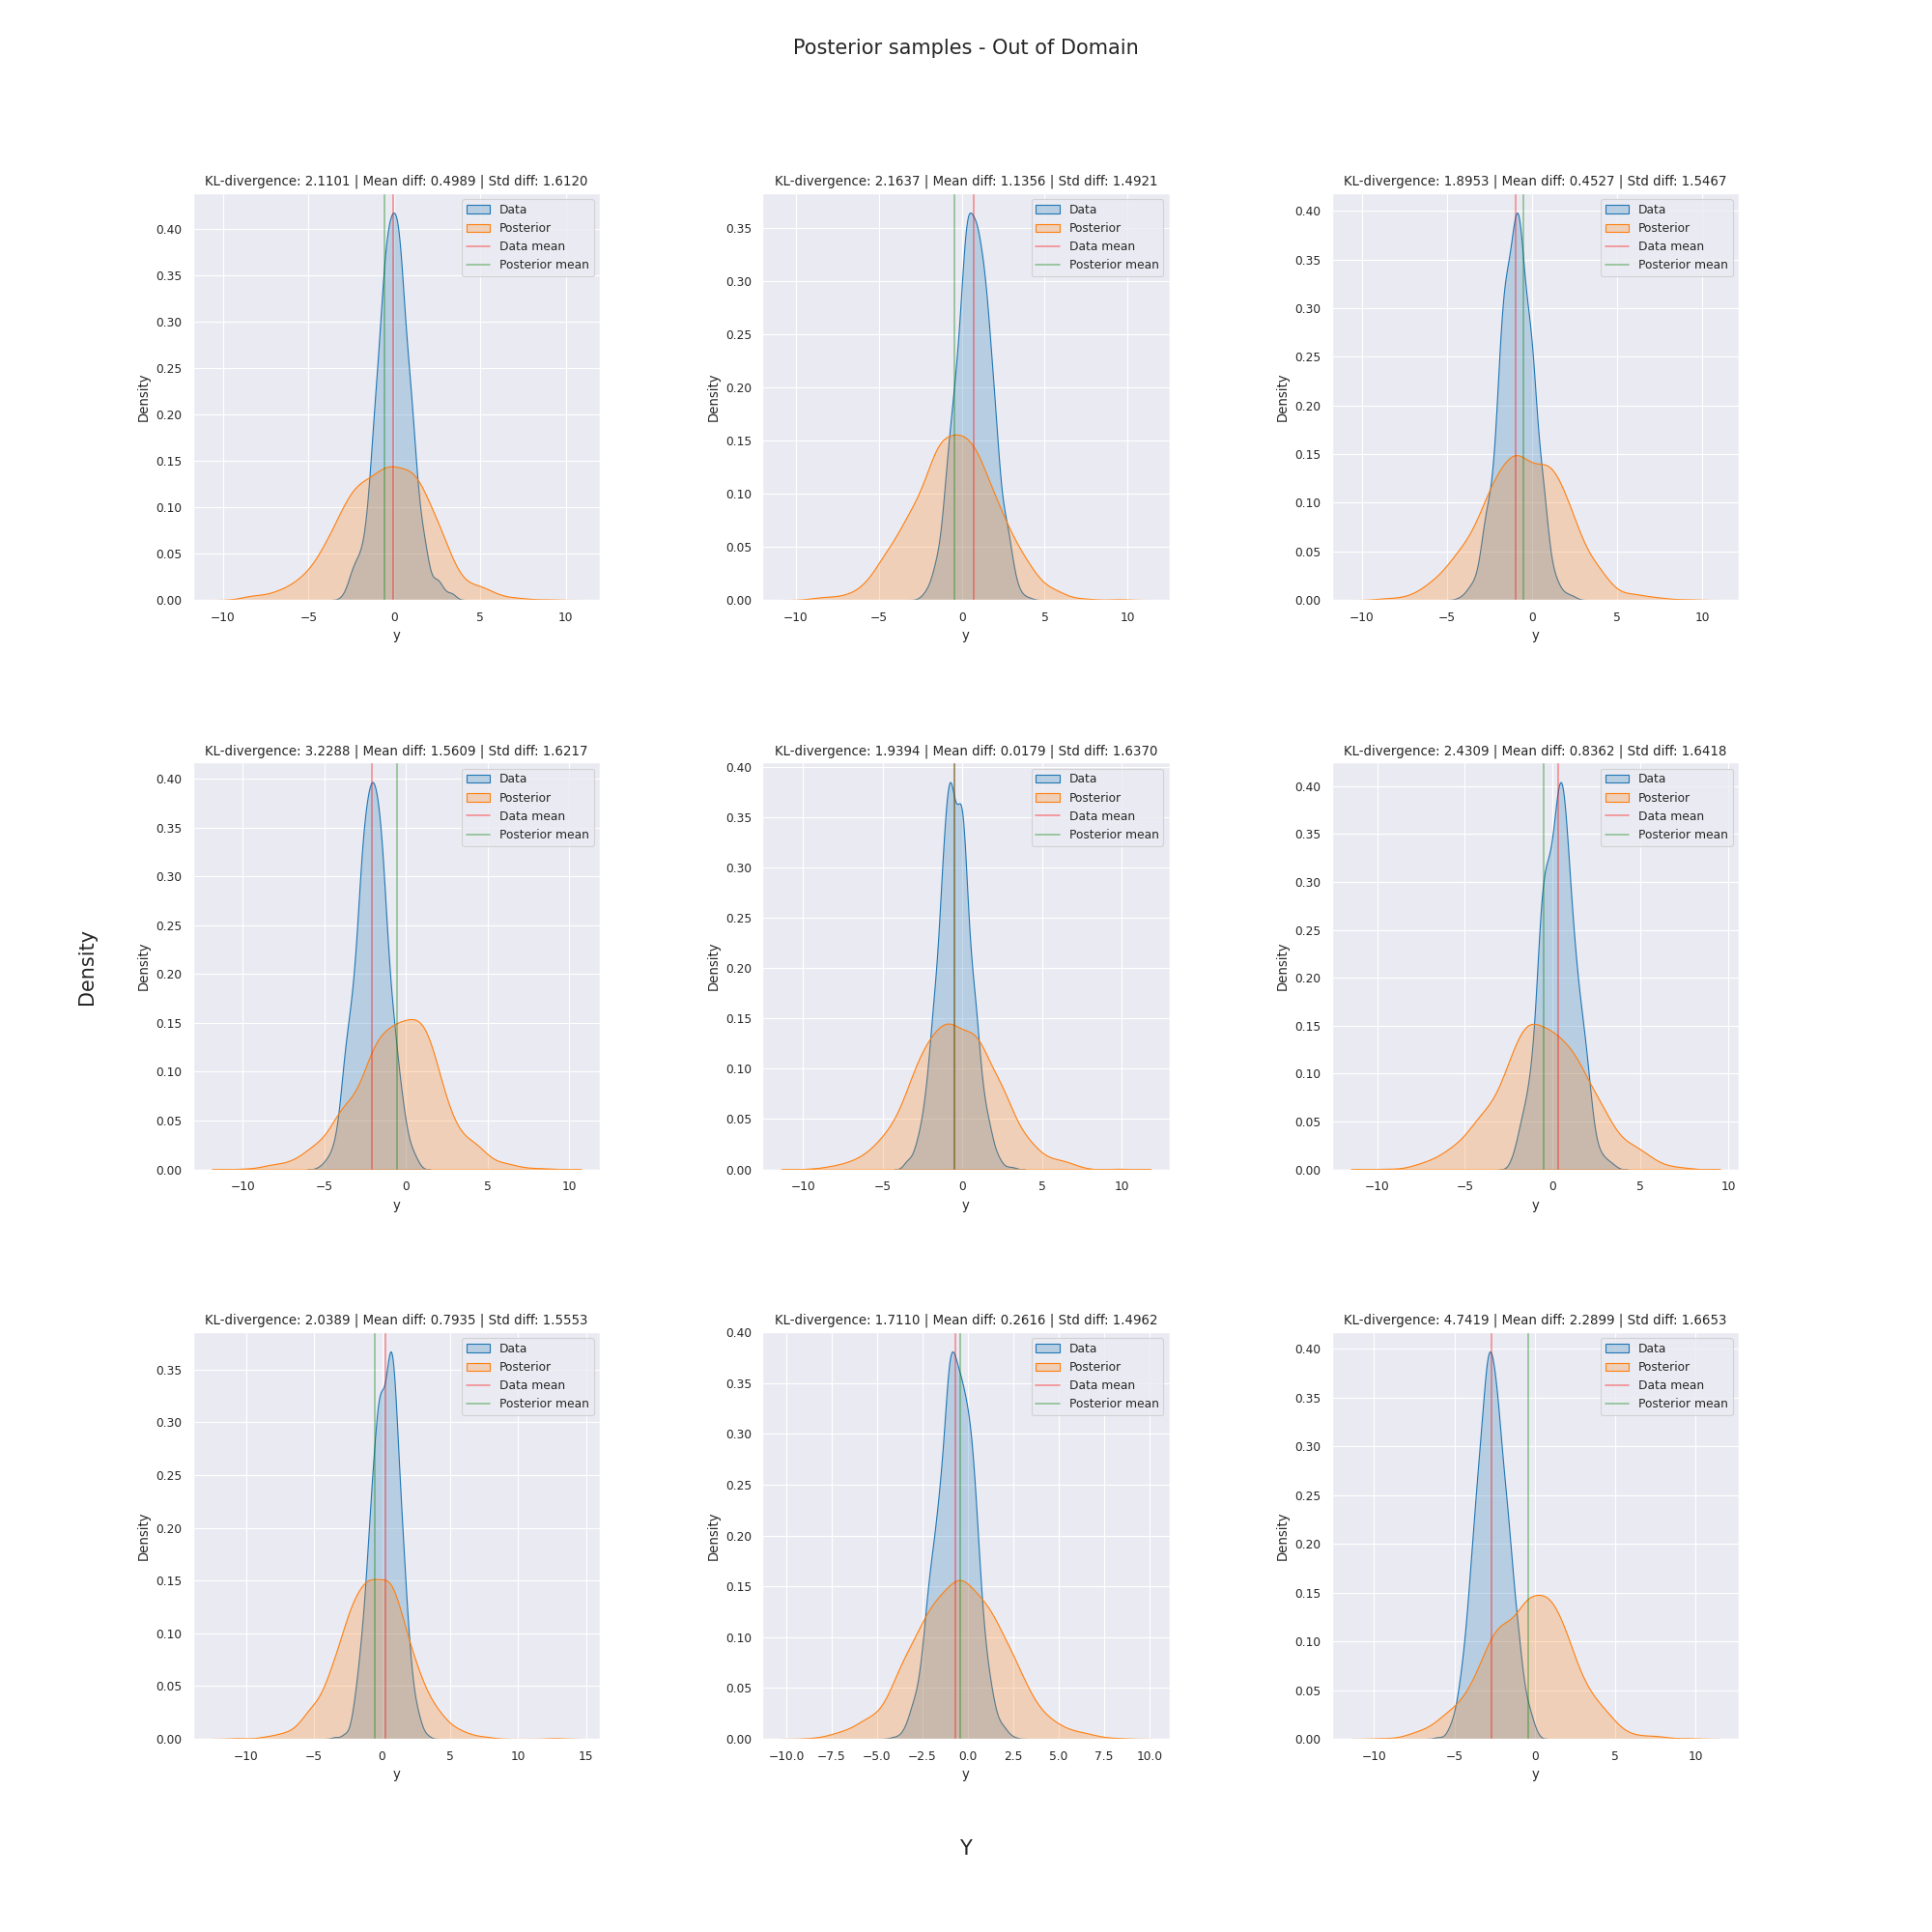 Posterior samples - Out of Domain
KL-divergence: 2.1101 | Mean diff: 0.4989 | Std diff: 1.6120
Data
Posterior
Data mean
Posterior mean
0.40
0.35
0.30
0.25
0.20
0.15
0.10
0.05
0.00
Density
−10
−5
0
5
10
y
KL-divergence: 2.1637 | Mean diff: 1.1356 | Std diff: 1.4921
Data
Posterior
Data mean
Posterior mean
0.35
0.30
0.25
0.20
0.15
0.10
0.05
0.00
Density
−10
−5
0
5
10
y
KL-divergence: 1.8953 | Mean diff: 0.4527 | Std diff: 1.5467
Data
Posterior
Data mean
Posterior mean
0.40
0.35
0.30
0.25
0.20
0.15
0.10
0.05
0.00
Density
−10
−5
0
5
10
y
KL-divergence: 3.2288 | Mean diff: 1.5609 | Std diff: 1.6217
Data
Posterior
Data mean
Posterior mean
0.40
0.35
0.30
0.25
0.20
0.15
0.10
0.05
0.00
Density
Density
−10
−5
0
5
10
y
KL-divergence: 1.9394 | Mean diff: 0.0179 | Std diff: 1.6370
Data
Posterior
Data mean
Posterior mean
0.40
0.35
0.30
0.25
0.20
0.15
0.10
0.05
0.00
Density
−10
−5
0
5
10
y
KL-divergence: 2.4309 | Mean diff: 0.8362 | Std diff: 1.6418
Data
Posterior
Data mean
Posterior mean
0.40
0.35
0.30
0.25
0.20
0.15
0.10
0.05
0.00
Density
−10
−5
0
5
10
y
KL-divergence: 2.0389 | Mean diff: 0.7935 | Std diff: 1.5553
Data
Posterior
Data mean
Posterior mean
0.35
0.30
0.25
0.20
0.15
0.10
0.05
0.00
Density
−10
−5
0
5
10
15
y
KL-divergence: 1.7110 | Mean diff: 0.2616 | Std diff: 1.4962
Data
Posterior
Data mean
Posterior mean
0.40
0.35
0.30
0.25
0.20
0.15
0.10
0.05
0.00
Density
−10.0
−7.5
−5.0
−2.5
0.0
2.5
5.0
7.5
10.0
y
KL-divergence: 4.7419 | Mean diff: 2.2899 | Std diff: 1.6653
Data
Posterior
Data mean
Posterior mean
0.40
0.35
0.30
0.25
0.20
0.15
0.10
0.05
0.00
Density
−10
−5
0
5
10
y
Y